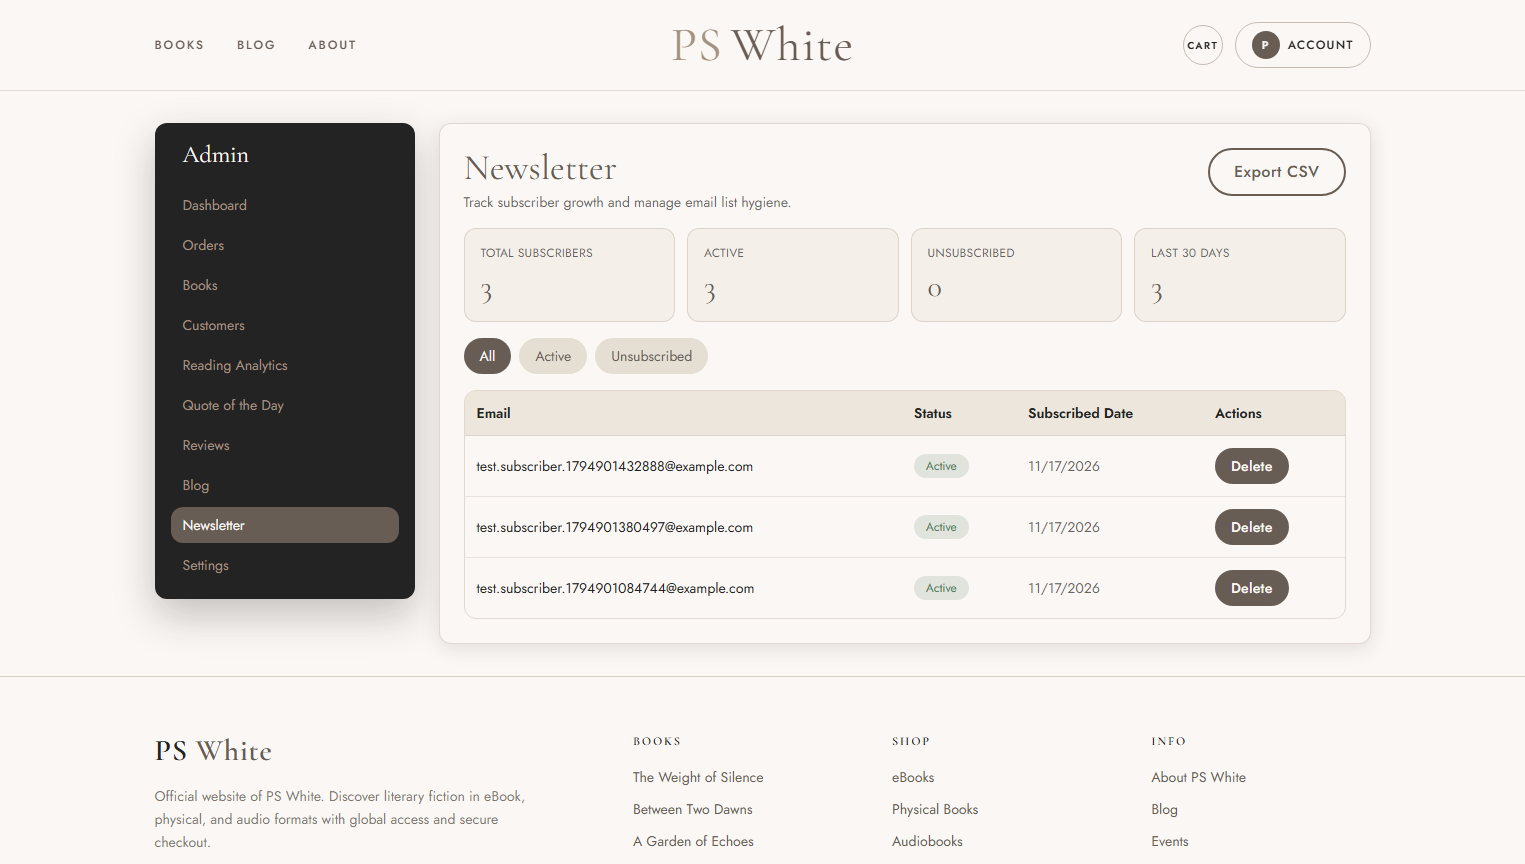 BOOKS BLOG ABOUT
PS White
CART
P ACCOUNT
Admin
Dashboard
Orders
Books
Customers
Reading Analytics
Quote of the Day
Reviews
Blog
Newsletter
Settings
Newsletter
Track subscriber growth and manage email list hygiene.
Export CSV
TOTAL SUBSCRIBERS
3
ACTIVE
3
UNSUBSCRIBED
0
LAST 30 DAYS
3
All Active Unsubscribed
Email Status Subscribed Date Actions
test.subscriber.1794901432888@example.com Active 11/17/2026 Delete
test.subscriber.1794901380497@example.com Active 11/17/2026 Delete
test.subscriber.1794901084744@example.com Active 11/17/2026 Delete
PS White
Official website of PS White. Discover literary fiction in eBook,
physical, and audio formats with global access and secure
checkout.
BOOKS
The Weight of Silence
Between Two Dawns
A Garden of Echoes
SHOP
eBooks
Physical Books
Audiobooks
INFO
About PS White
Blog
Events